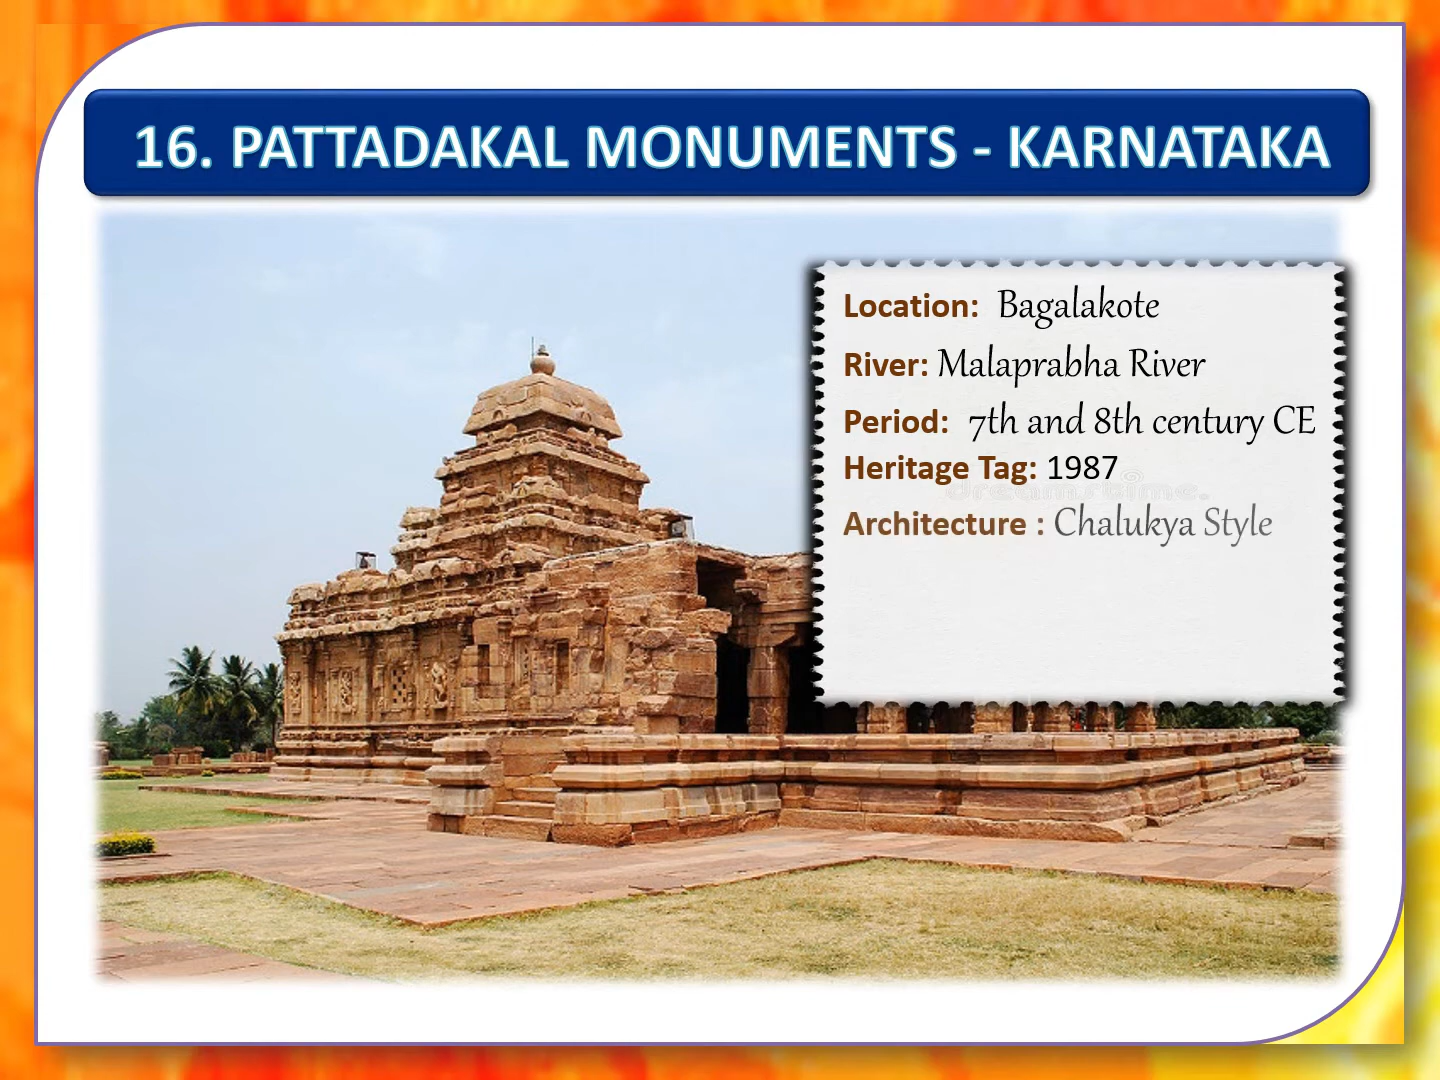 16. PATTADAKAL MONUMENTS - KARNATAKA
Location: Bagalakote
River: Malaprabha River
Period: 7th and 8th century CE
Heritage Tag: 1987
dreamstime.
Architecture : Chalukya Style